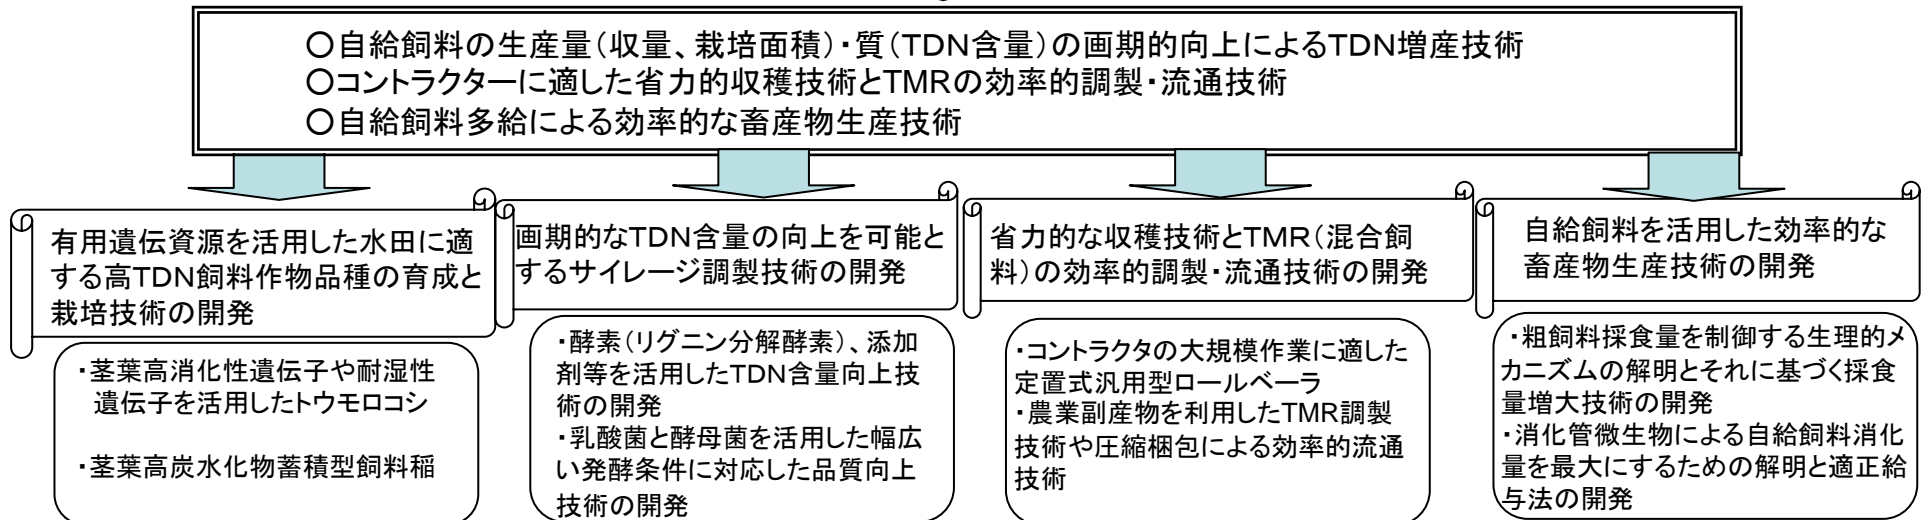 ○自給飼料の生産量(収量、栽培面積)・質(TDN含量)の画期的向上によるTDN増産技術
○コントラクターに適した省力的収穫技術とTMRの効率的調製・流通技術
○自給飼料多給による効率的な畜産物生産技術
有用遺伝資源を活用した水田に適
する高TDN飼料作物品種の育成と
栽培技術の開発
・茎葉高消化性遺伝子や耐湿性
遺伝子を活用したトウモロコシ
・茎葉高炭水化物蓄積型飼料稲
画期的なTDN含量の向上を可能と
するサイレージ調製技術の開発
・酵素(リグニン分解酵素)、添加
剤等を活用したTDN含量向上技
術の開発
・乳酸菌と酵母菌を活用した幅広
い発酵条件に対応した品質向上
技術の開発
省力的な収穫技術とTMR(混合飼
料)の効率的調製・流通技術の開発
・コントラクタの大規模作業に適した
定置式汎用型ロールベーラ
・農業副産物を利用したTMR調製
技術や圧縮梱包による効率的流通
技術
自給飼料を活用した効率的な
畜産物生産技術の開発
・粗飼料採食量を制御する生理的メ
カニズムの解明とそれに基づく採食
量増大技術の開発
・消化管微生物による自給飼料消化
量を最大にするための解明と適正給
与法の開発